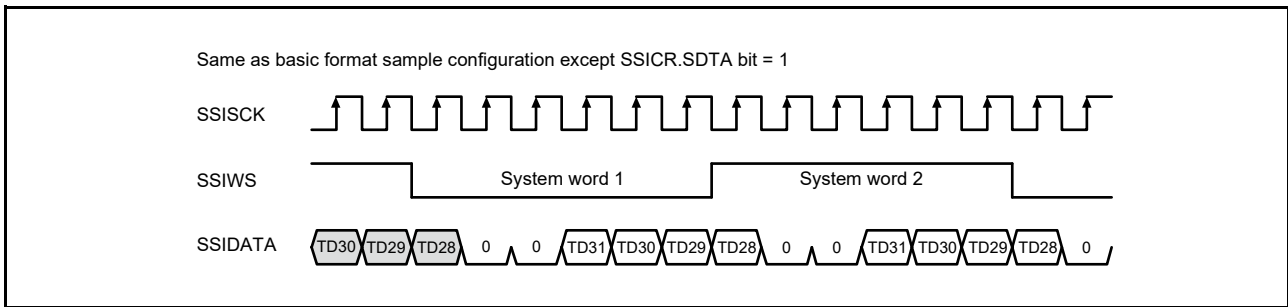 Same as basic format sample configuration except SSICR.SDTA bit = 1
SSISCK
SSIWS System word 1 System word 2
SSIDATA TD30 TD29 TD28 0 0 TD31 TD30 TD29 TD28 0 0 TD31 TD30 TD29 TD28 0